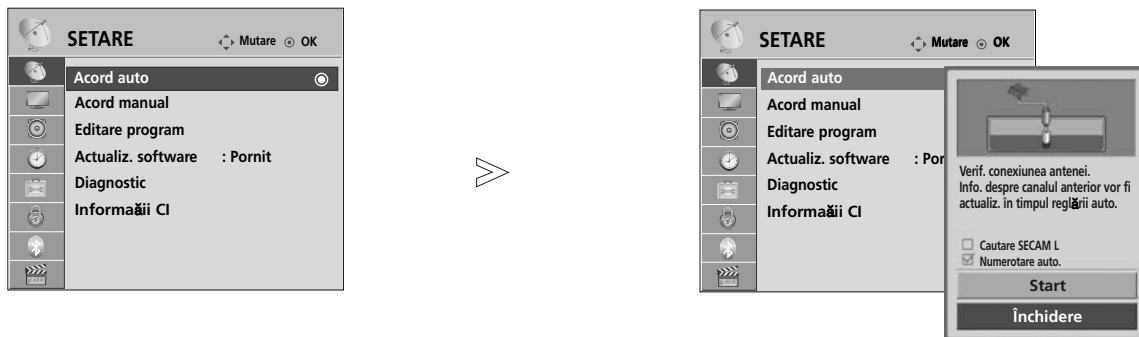 SETARE
Mutare OK
Acord auto
Acord manual
Editare program
Actualiz. software : Pornit
Diagnostic
Informaăii CI
SETARE
Mutare OK
Acord auto
Acord manual
Editare program
Actualiz. software : Por
Diagnostic
Informaăii CI
Verif. conexiunea antenei.
Info. despre canalul anterior vor fi
actualiz. în timpul reglării auto.
Cautare SECAM L
Numerotare auto.
Start
Închidere